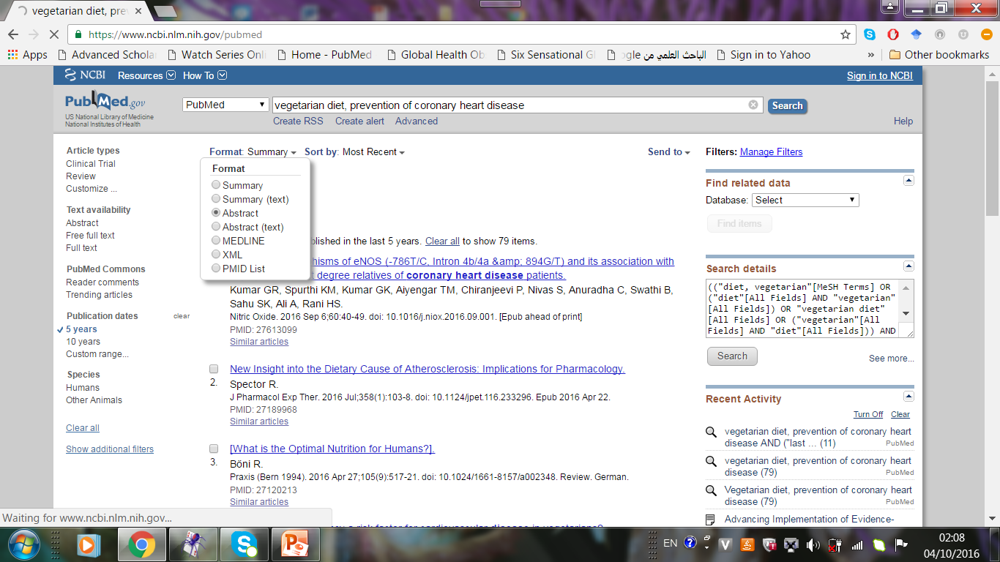 vegetarian diet, prev
https://www.ncbi.nlm.nih.gov/pubmed
Apps
Advanced Schola
Watch Series Onli
Home - PubMed
Global Health Ob
Six Sensational Gl
الباحث العلمي من ogle
Sign in to Yahoo
»
Other bookmarks
NCBI Resources How To
Sign in to NCBI
PubMed.gov
US National Library of Medicine
National Institutes of Health
PubMed
vegetarian diet, prevention of coronary heart disease
Search
Create RSS Create alert Advanced
Help
Article types
Clinical Trial
Review
Customize ...
Text availability
Abstract
Free full text
Full text
PubMed Commons
Reader comments
Trending articles
Publication dates clear
5 years
10 years
Custom range...
Species
Humans
Other Animals
Clear all
Show additional filters
Format: Summary Sort by: Most Recent Send to
Format
Summary
Summary (text)
Abstract
Abstract (text)
MEDLINE
XML
PMID List
blished in the last 5 years. Clear all to show 79 items.
hisms of eNOS (-786T/C, Intron 4b/4a &amp; 894G/T) and its association with
degree relatives of coronary heart disease patients.
Kumar GR, Spurthi KM, Kumar GK, Aiyengar TM, Chiranjeevi P, Nivas S, Anuradha C, Swathi B,
Sahu SK, Ali A, Rani HS.
Nitric Oxide. 2016 Sep 6;60:40-49. doi: 10.1016/j.niox.2016.09.001. [Epub ahead of print]
PMID: 27613099
Similar articles
New Insight into the Dietary Cause of Atherosclerosis: Implications for Pharmacology.
2. Spector R.
J Pharmacol Exp Ther. 2016 Jul;358(1):103-8. doi: 10.1124/jpet.116.233296. Epub 2016 Apr 22.
PMID: 27189968
Similar articles
[What is the Optimal Nutrition for Humans?].
3. Böni R.
Praxis (Bern 1994). 2016 Apr 27;105(9):517-21. doi: 10.1024/1661-8157/a002348. Review. German.
PMID: 27120213
Similar articles
Filters: Manage Filters
Find related data
Database: Select
Find items
Search details
(("diet, vegetarian"[MeSH Terms] OR
("diet"[All Fields] AND "vegetarian"
[All Fields]) OR "vegetarian diet"
[All Fields] OR ("vegetarian"[All
Fields] AND "diet"[All Fields])) AND
Search
See more...
Recent Activity
Turn Off Clear
vegetarian diet, prevention of coronary heart
disease AND ("last ... (11) PubMed
vegetarian diet, prevention of coronary heart
disease (79) PubMed
Vegetarian diet, prevention of coronary heart
disease (79) PubMed
Advancing Implementation of Evidence-
Waiting for www.ncbi.nlm.nih.gov...
EN
02:08
04/10/2016